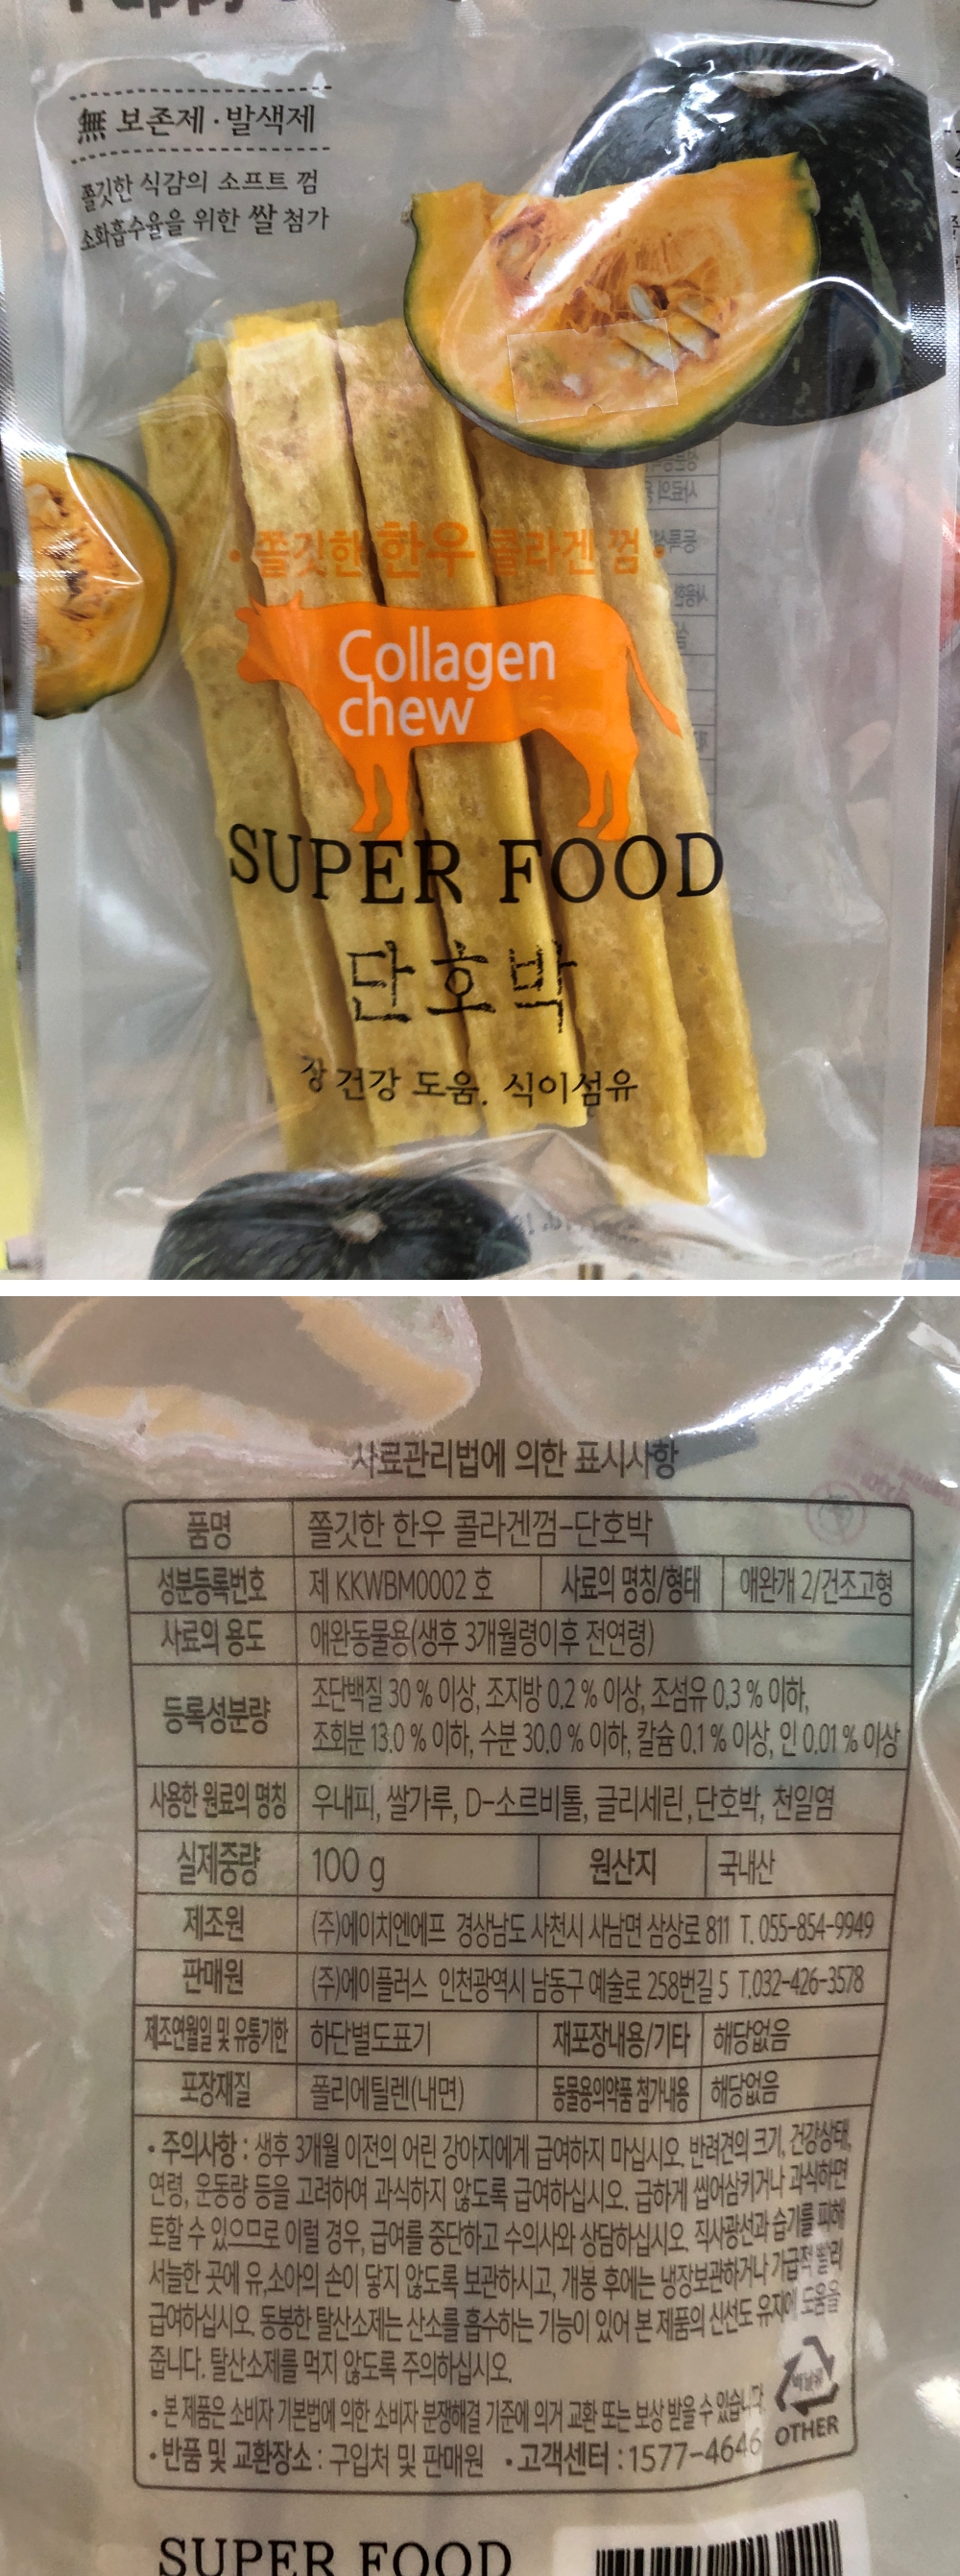 Puppy
無 보존제 · 발색제
쫄깃한 식감의 소프트 껌
소화흡수율을 위한 쌀 첨가
· 쫄깃한 한우 콜라겐 껌 ·
Collagen
chew
SUPER FOOD
단호박
장 건강 도움. 식이섬유
사료관리법에 의한 표시사항
품명 쫄깃한 한우 콜라겐껌-단호박
성분등록번호 제 KKWBM0002 호 사료의 명칭/형태 애완개 2/건조고형
사료의 용도 애완동물용(생후 3개월령이후 전연령)
등록성분량 조단백질 30 % 이상, 조지방 0.2 % 이상, 조섬유 0.3 % 이하,
조회분 13.0 % 이하, 수분 30.0 % 이하, 칼슘 0.1 % 이상, 인 0.01 % 이상
사용한 원료의 명칭 우내피, 쌀가루, D-소르비톨, 글리세린, 단호박, 천일염
실제중량 100 g 원산지 국내산
제조원 (주)에이치엔에프 경상남도 사천시 사남면 삼상로 811 T. 055-854-9949
판매원 (주)에이플러스 인천광역시 남동구 예술로 258번길 5 T.032-426-3578
제조연월일 및 유통기한 하단별도표기 재포장내용/기타 해당없음
포장재질 폴리에틸렌(내면) 동물용의약품 첨가내용 해당없음
• 주의사항 : 생후 3개월 이전의 어린 강아지에게 급여하지 마십시오. 반려견의 크기, 건강상태,
연령, 운동량 등을 고려하여 과식하지 않도록 급여하십시오. 급하게 씹어삼키거나 과식하면
토할 수 있으므로 이럴 경우, 급여를 중단하고 수의사와 상담하십시오. 직사광선과 습기를 피해
서늘한 곳에 유,소아의 손이 닿지 않도록 보관하시고, 개봉 후에는 냉장보관하거나 가급적 빨리
급여하십시오. 동봉한 탈산소제는 산소를 흡수하는 기능이 있어 본 제품의 신선도 유지에 도움을
줍니다. 탈산소제를 먹지 않도록 주의하십시오.
• 본 제품은 소비자 기본법에 의한 소비자 분쟁해결 기준에 의거 교환 또는 보상 받을 수 있습니다.
• 반품 및 교환장소 : 구입처 및 판매원 • 고객센터 : 1577-4646
비닐류
OTHER
SUPER FOOD